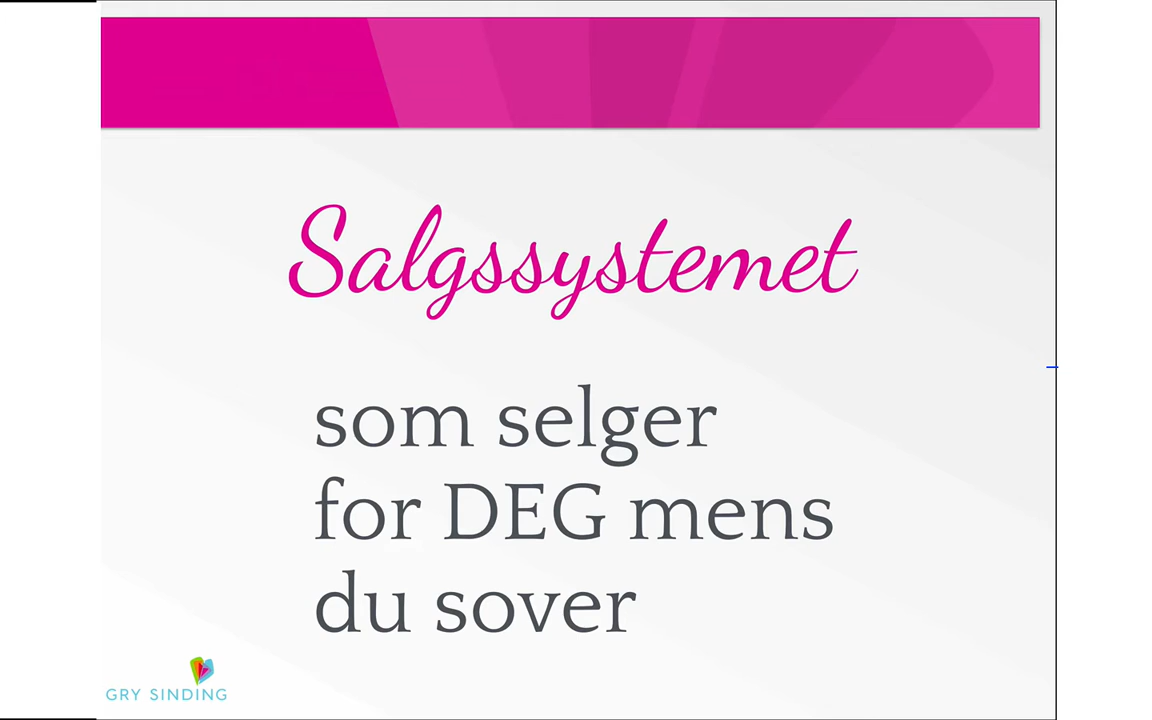 Salgssystemet
som selger
for DEG mens
du sover
GRY SINDING